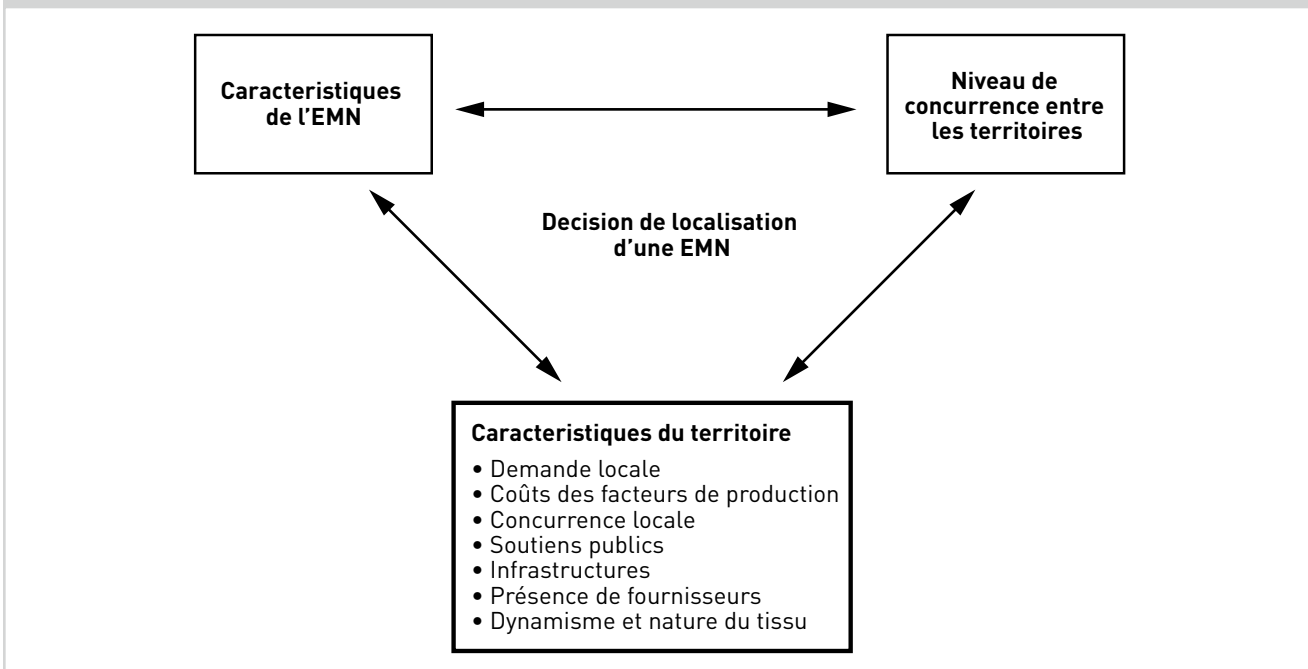 Caracteristiques
de l'EMN
Niveau de
concurrence entre
les territoires
Decision de localisation
d'une EMN
Caracteristiques du territoire
• Demande locale
• Coûts des facteurs de production
• Concurrence locale
• Soutiens publics
• Infrastructures
• Présence de fournisseurs
• Dynamisme et nature du tissu